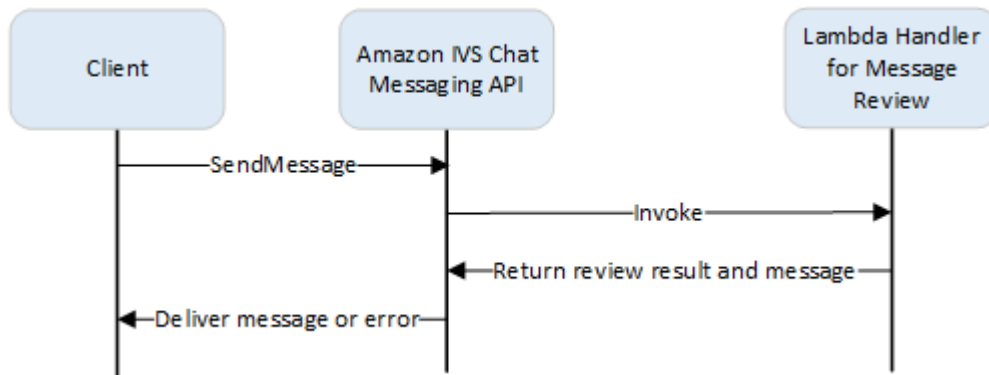 Client
Amazon IVS Chat
Messaging API
Lambda Handler
for Message
Review
SendMessage
Invoke
Return review result and message
Deliver message or error